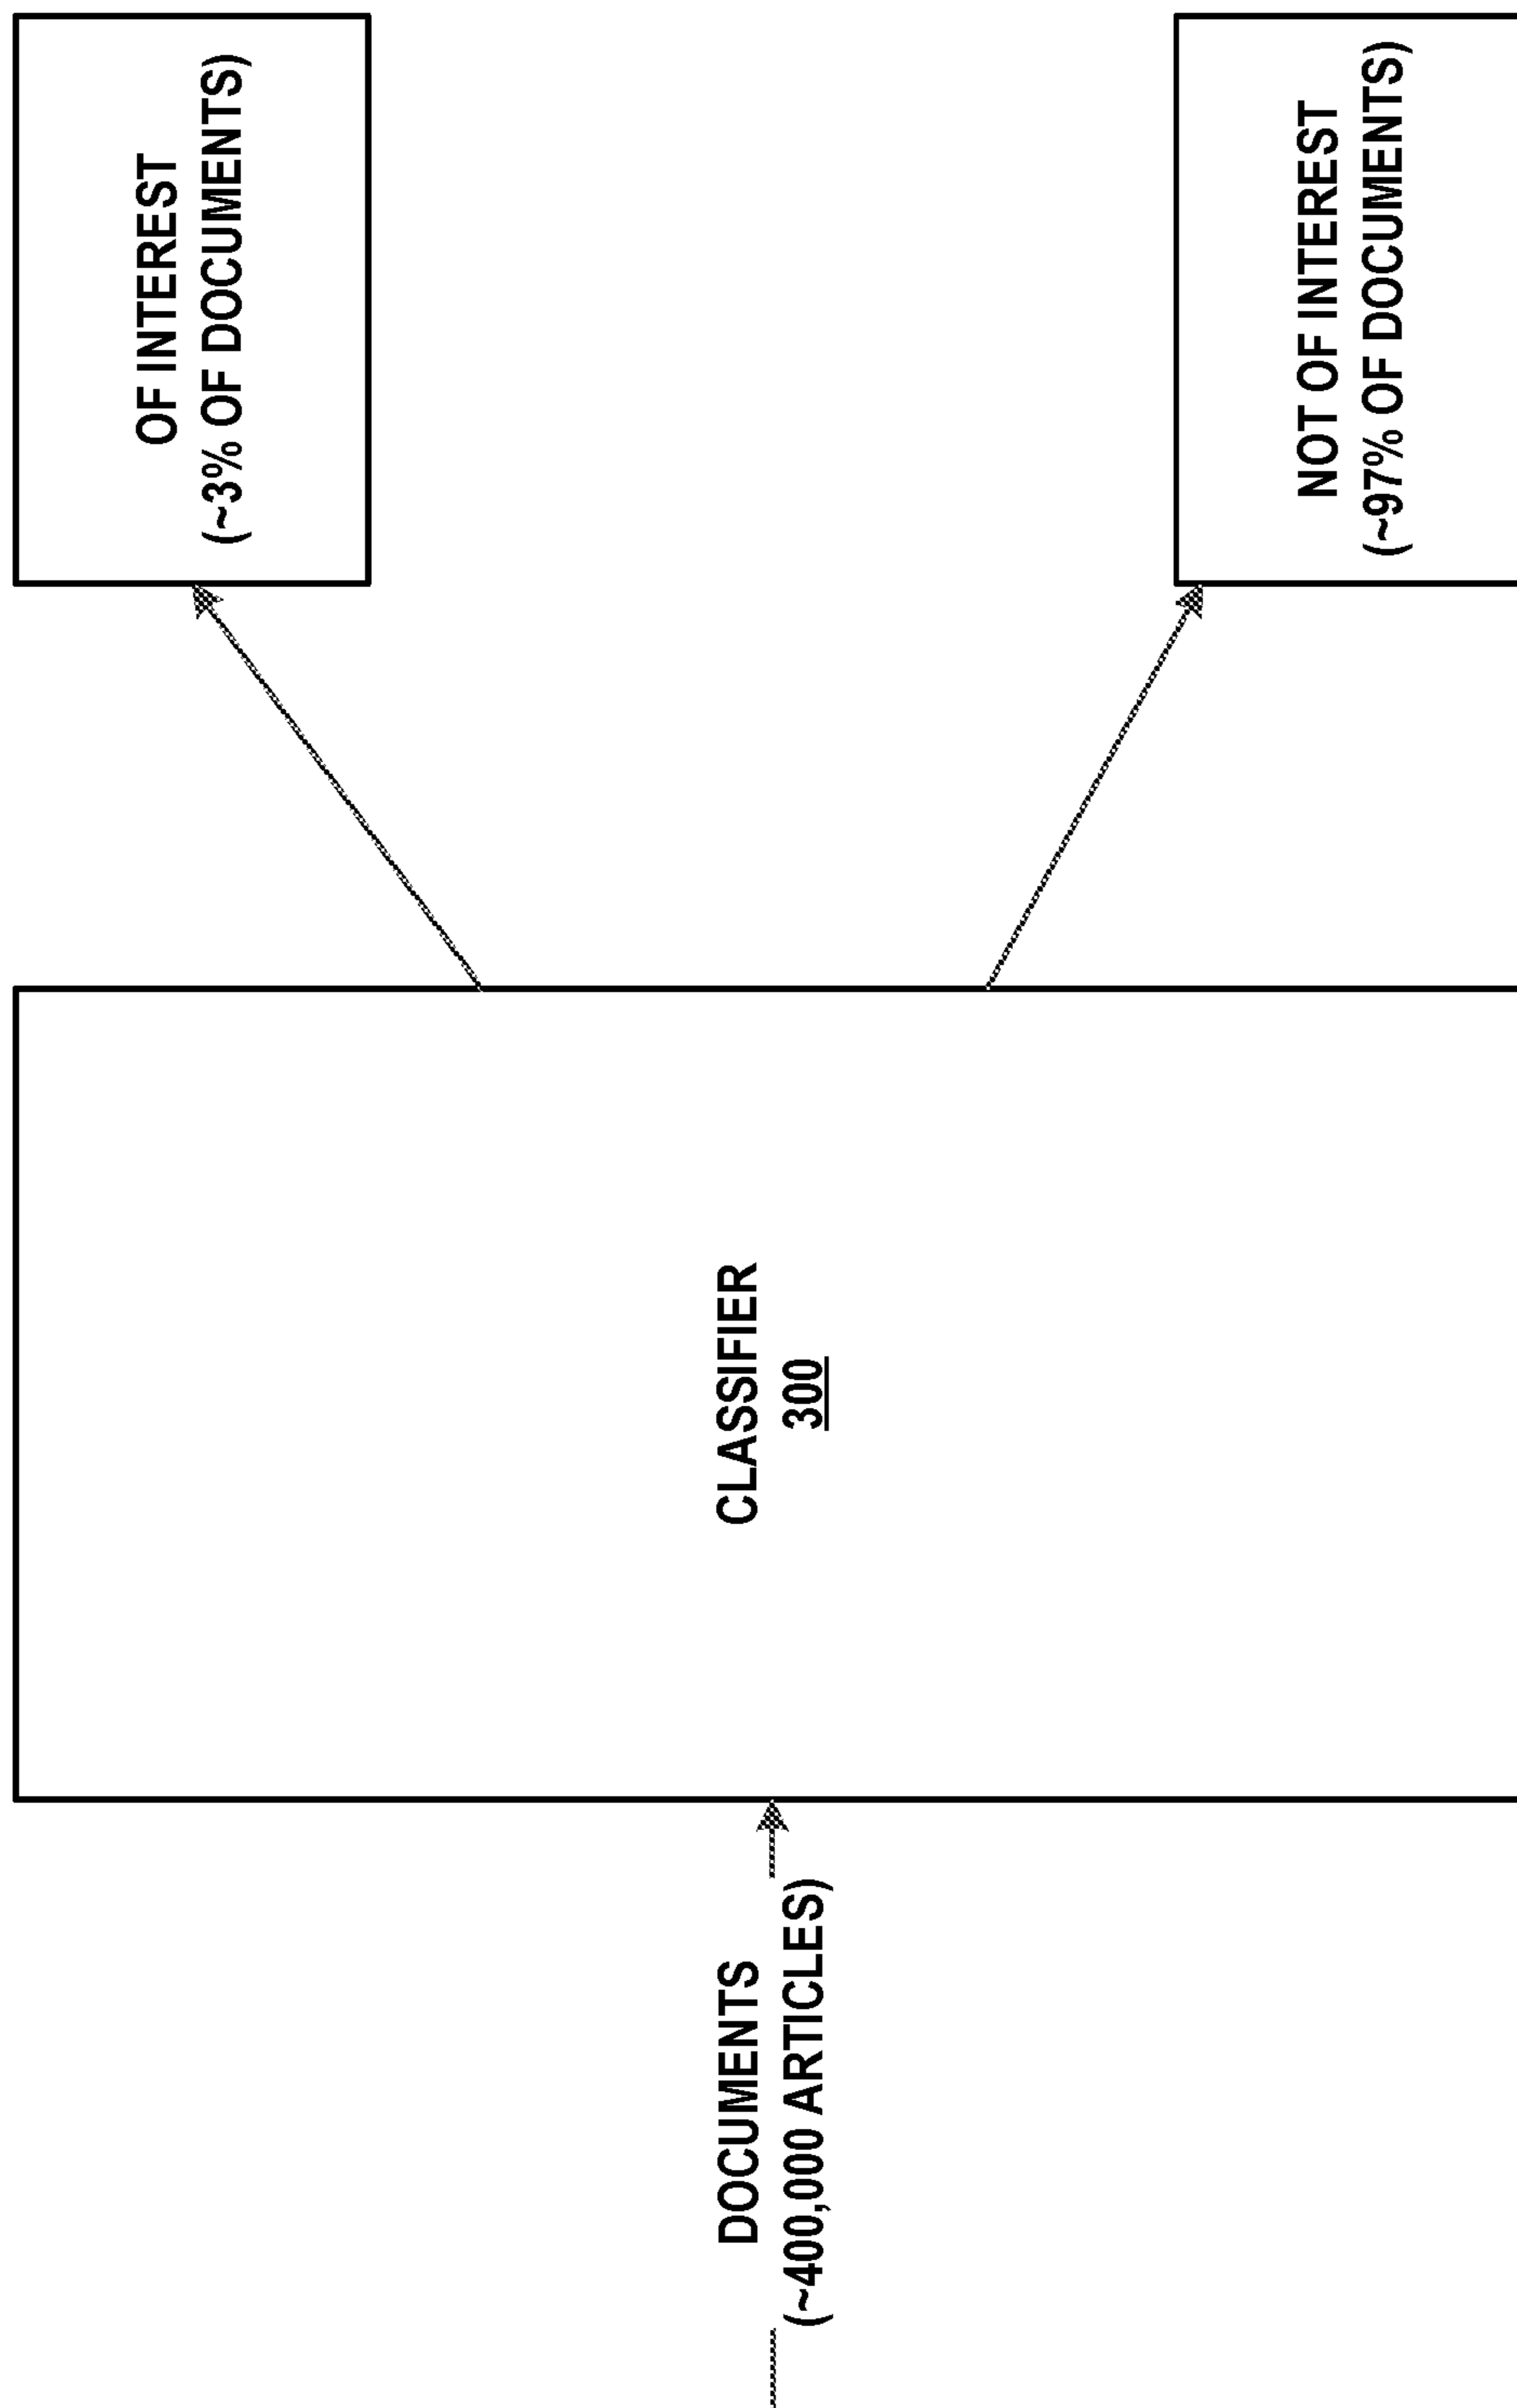 DOCUMENTS
(~400,000 ARTICLES)
CLASSIFIER
300
OF INTEREST
(~3% OF DOCUMENTS)
NOT OF INTEREST
(~97% OF DOCUMENTS)